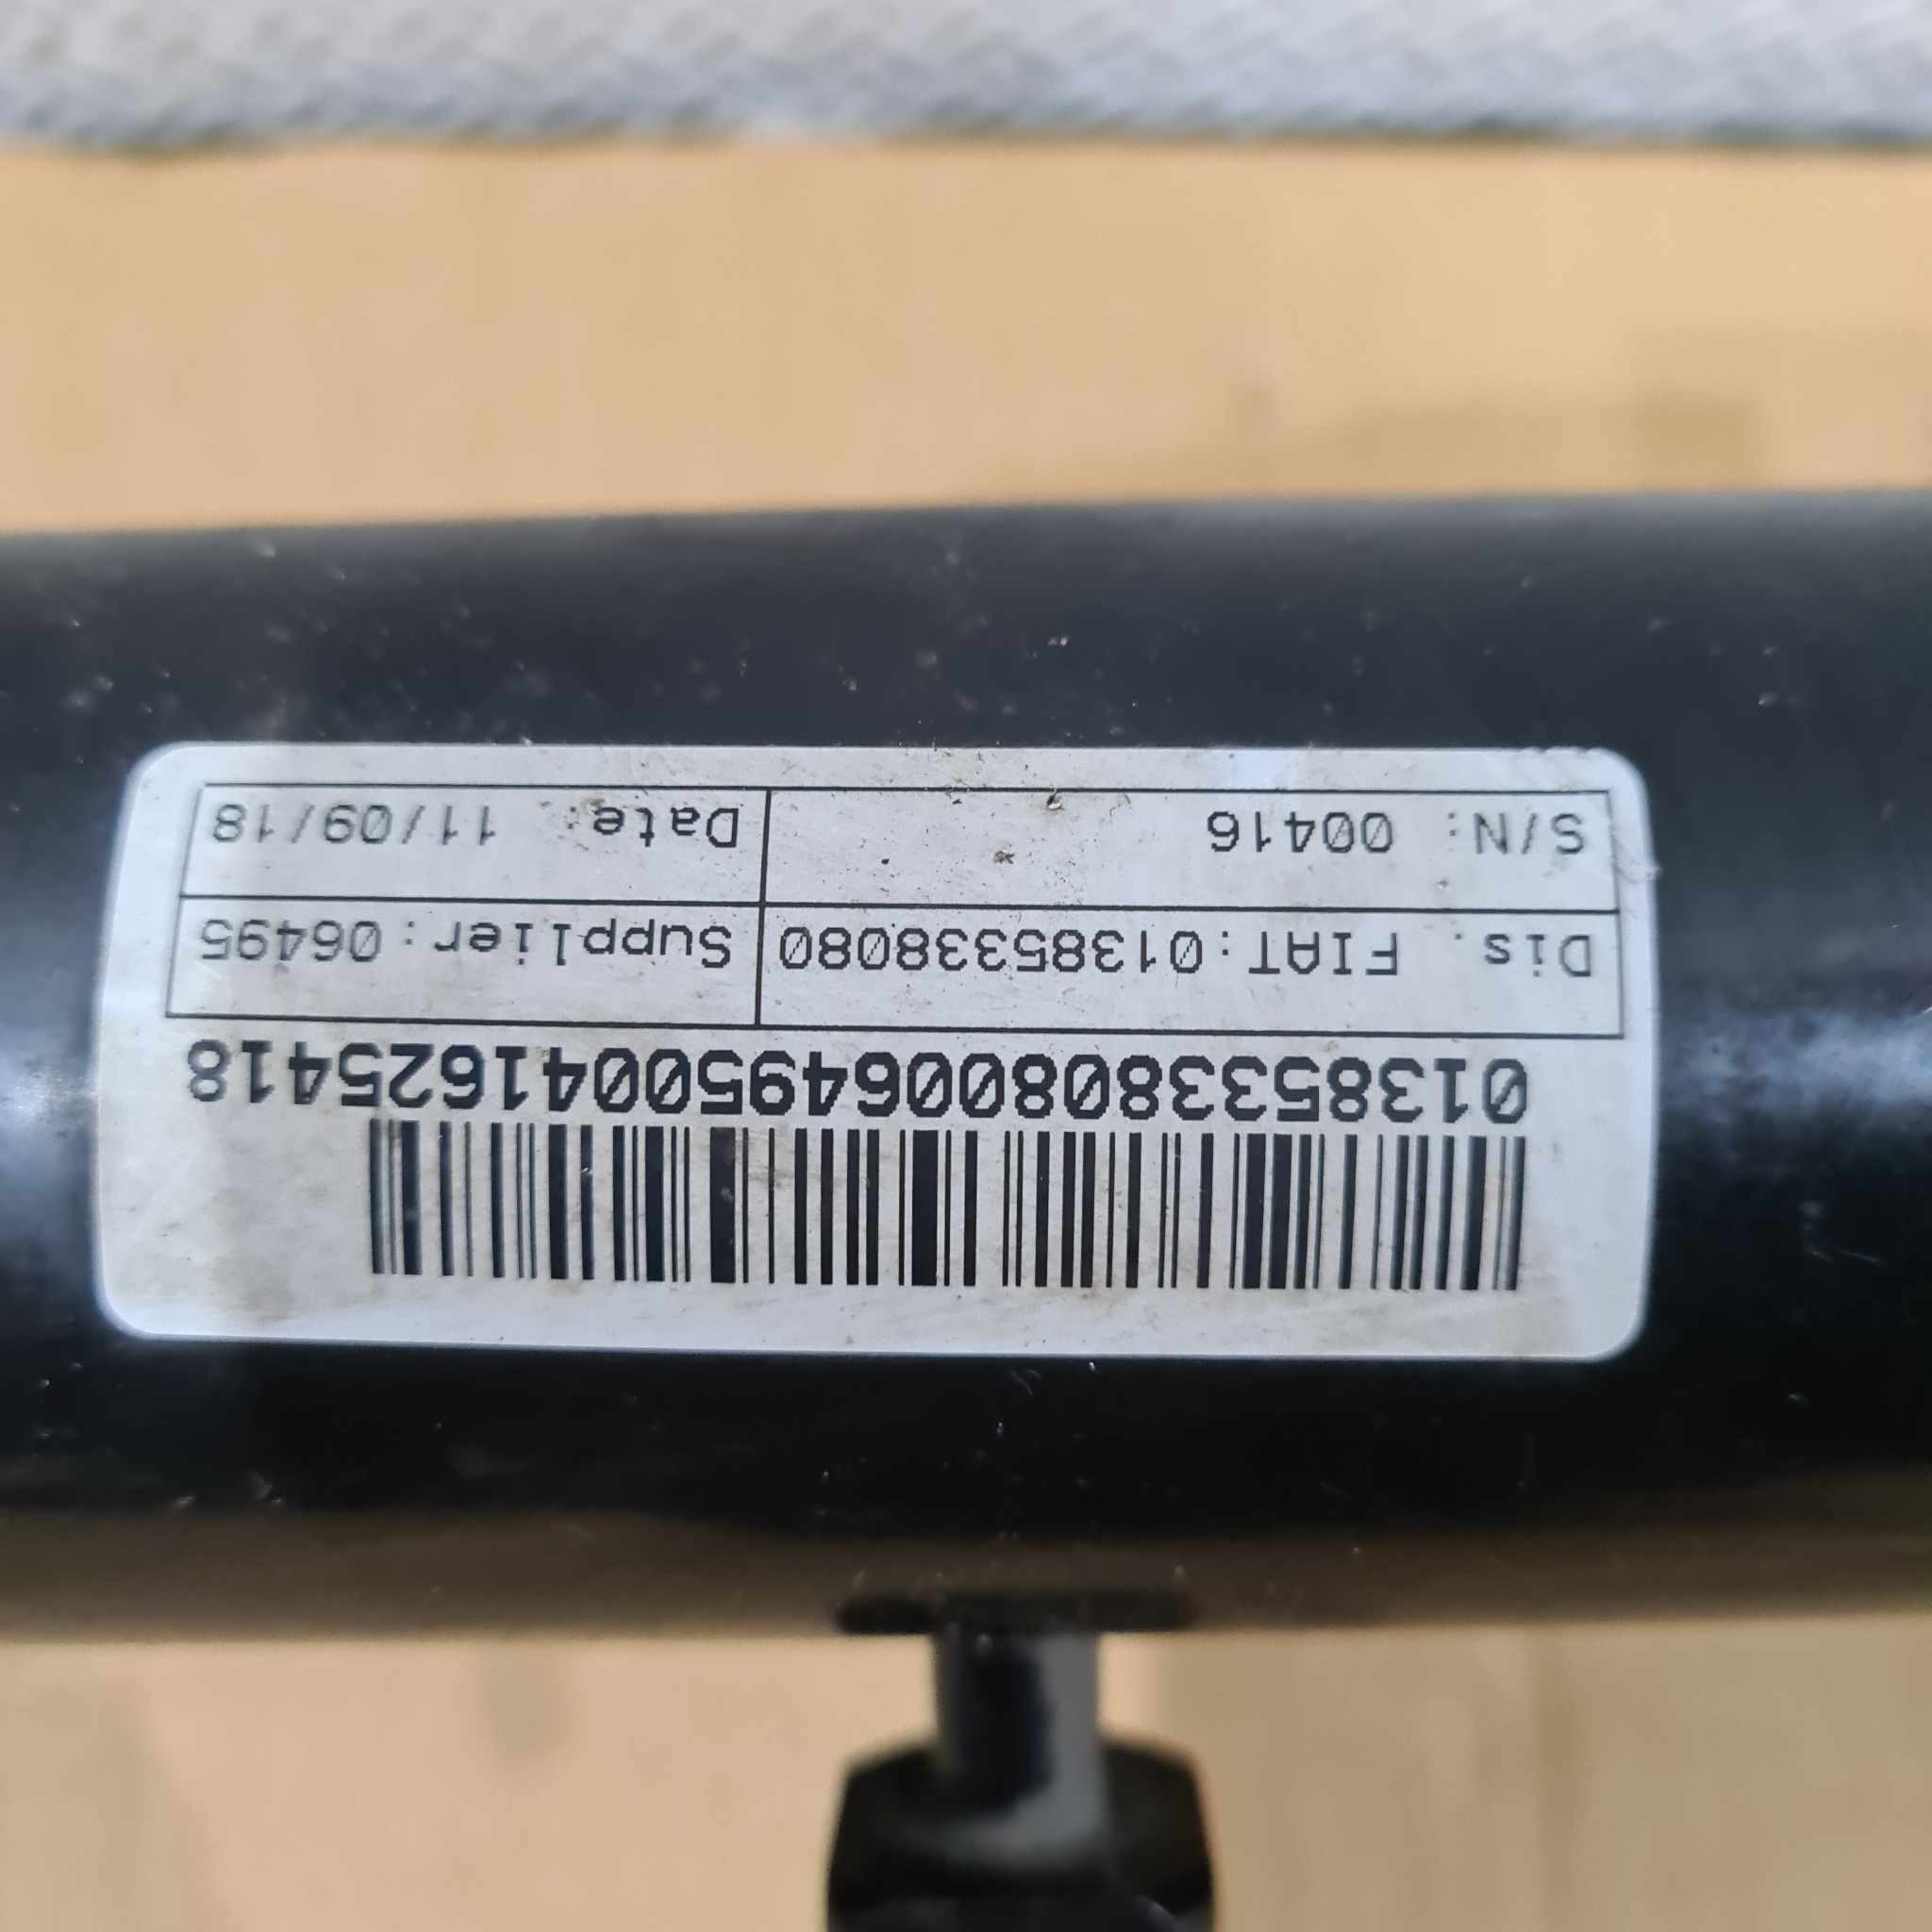 01385338080064950041625418
Dis. FIAT:01385338080 Supplier:06495
S/N: 00416 Date: 11/09/18